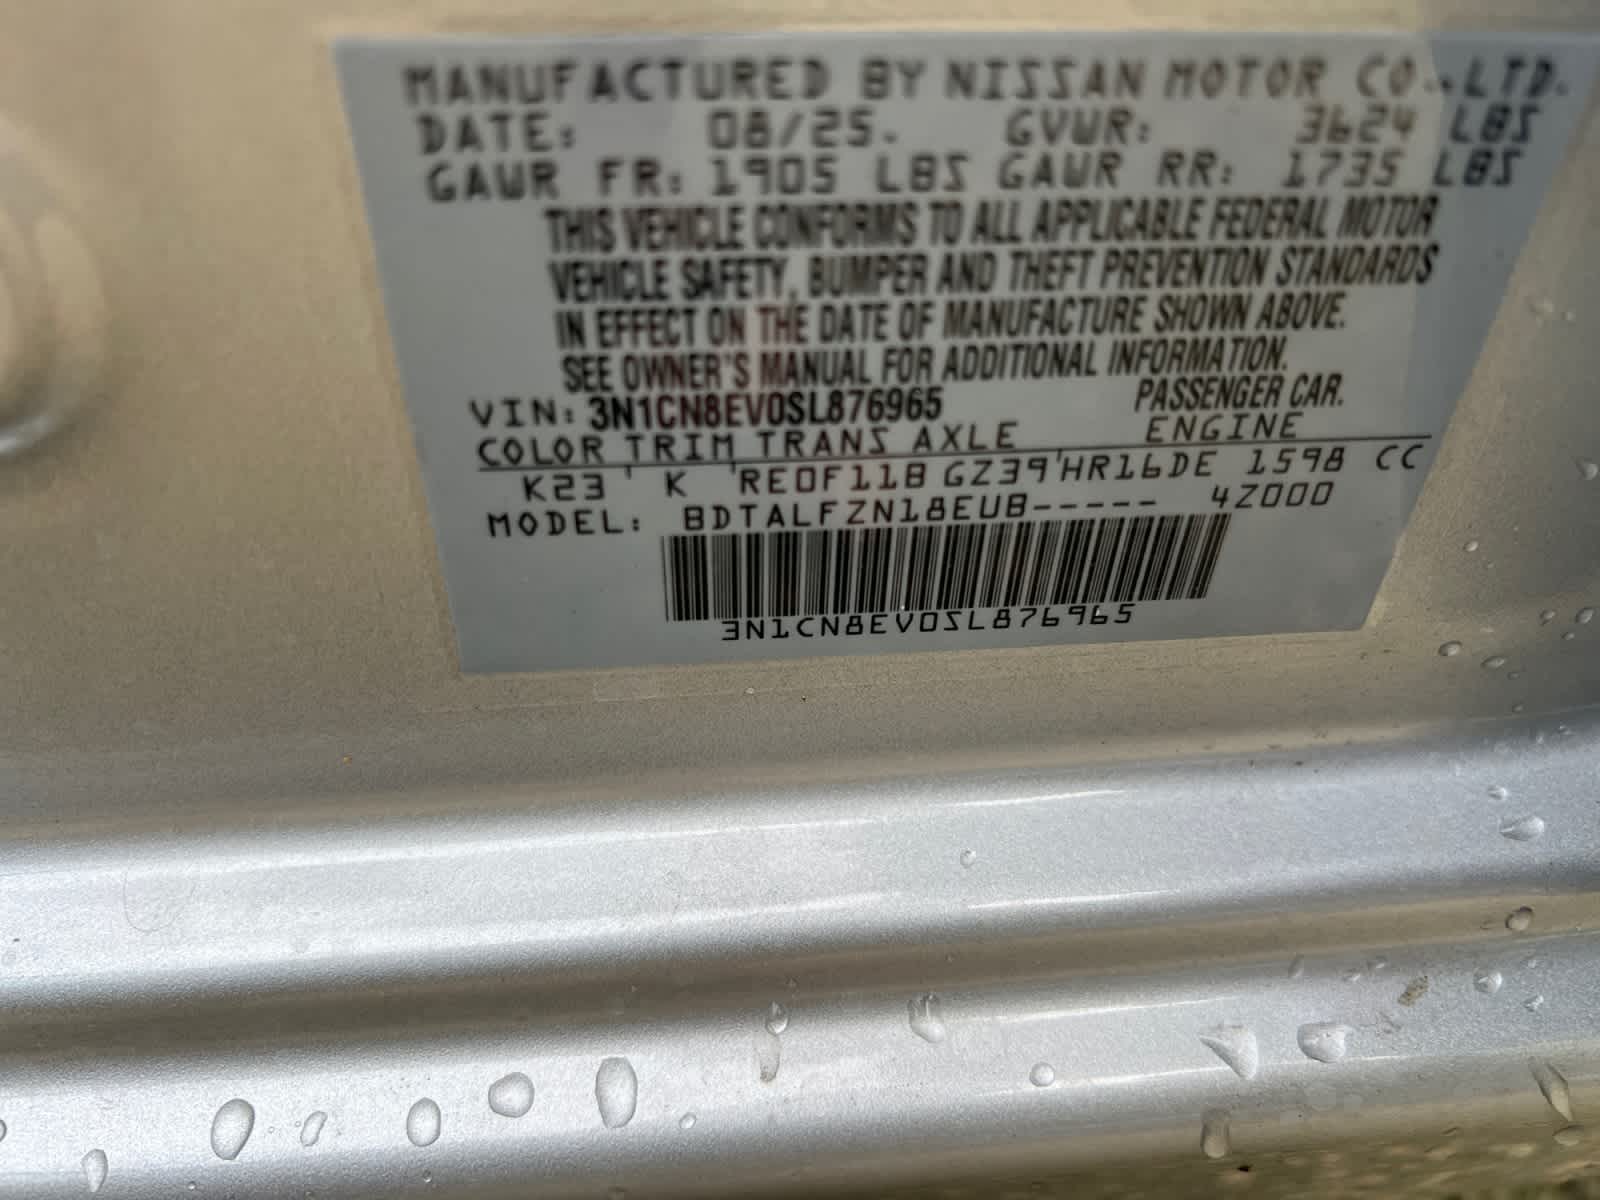 MANUFACTURED BY NISSAN MOTOR CO.,LTD.
DATE: 08/25. GVWR: 3624 LBS
GAWR FR: 1905 LBS GAWR RR: 1735 LBS
THIS VEHICLE CONFORMS TO ALL APPLICABLE FEDERAL MOTOR
VEHICLE SAFETY, BUMPER AND THEFT PREVENTION STANDARDS
IN EFFECT ON THE DATE OF MANUFACTURE SHOWN ABOVE.
SEE OWNER'S MANUAL FOR ADDITIONAL INFORMATION.
VIN: 3N1CN8EV0SL876965 PASSENGER CAR.
COLOR TRIM TRANS AXLE ENGINE
K23 ' K 'RE0F11B GZ39'HR16DE 1598 CC
MODEL: BDTALFZN18EUB----- 4Z000
3N1CN8EV0SL876965